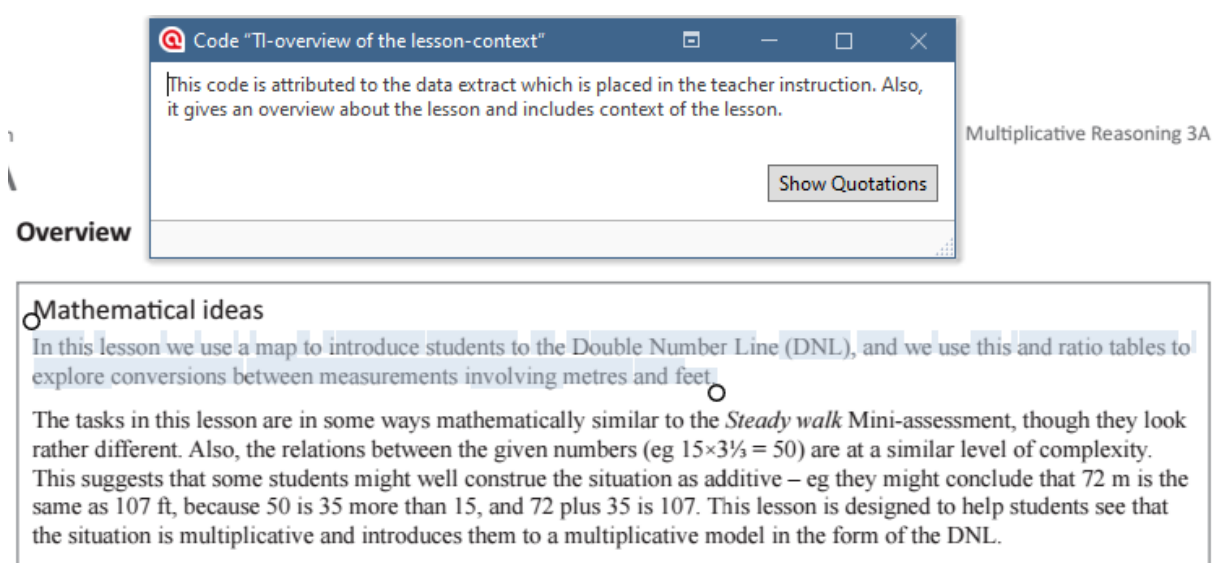 Code "TI-overview of the lesson-context"
This code is attributed to the data extract which is placed in the teacher instruction. Also,
it gives an overview about the lesson and includes context of the lesson.
Multiplicative Reasoning 3A
Show Quotations
Overview
Mathematical ideas
In this lesson we use a map to introduce students to the Double Number Line (DNL), and we use this and ratio tables to
explore conversions between measurements involving metres and feet.
The tasks in this lesson are in some ways mathematically similar to the Steady walk Mini-assessment, though they look
rather different. Also, the relations between the given numbers (eg 15×3⅓ = 50) are at a similar level of complexity.
This suggests that some students might well construe the situation as additive – eg they might conclude that 72 m is the
same as 107 ft, because 50 is 35 more than 15, and 72 plus 35 is 107. This lesson is designed to help students see that
the situation is multiplicative and introduces them to a multiplicative model in the form of the DNL.